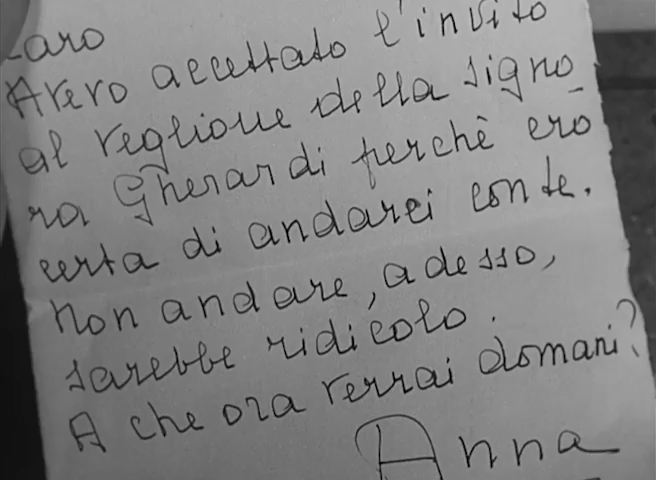 Caro
Avevo accettato l'invito
al veglione della signo
ra Gherardi perchè ero
certa di andarci con te.
Non andare, adesso,
sarebbe ridicolo.
A che ora verrai domani?
Anna